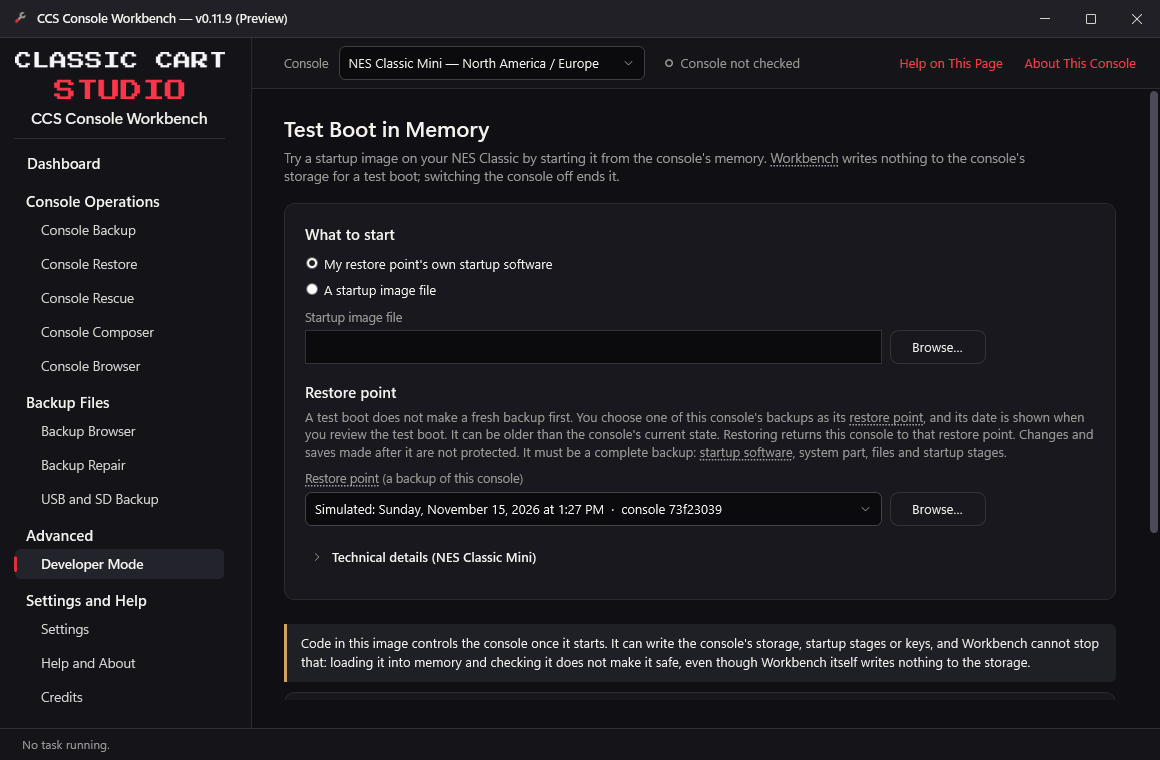 CCS Console Workbench — v0.11.9 (Preview)
CLASSIC CART
STUDIO
CCS Console Workbench
Dashboard
Console Operations
Console Backup
Console Restore
Console Rescue
Console Composer
Console Browser
Backup Files
Backup Browser
Backup Repair
USB and SD Backup
Advanced
Developer Mode
Settings and Help
Settings
Help and About
Credits
Console
NES Classic Mini — North America / Europe
Console not checked
Help on This Page
About This Console
Test Boot in Memory
Try a startup image on your NES Classic by starting it from the console's memory. Workbench writes nothing to the console's
storage for a test boot; switching the console off ends it.
What to start
My restore point's own startup software
A startup image file
Startup image file
Browse...
Restore point
A test boot does not make a fresh backup first. You choose one of this console's backups as its restore point, and its date is shown when
you review the test boot. It can be older than the console's current state. Restoring returns this console to that restore point. Changes and
saves made after it are not protected. It must be a complete backup: startup software, system part, files and startup stages.
Restore point (a backup of this console)
Simulated: Sunday, November 15, 2026 at 1:27 PM · console 73f23039
Browse...
Technical details (NES Classic Mini)
Code in this image controls the console once it starts. It can write the console's storage, startup stages or keys, and Workbench cannot stop
that: loading it into memory and checking it does not make it safe, even though Workbench itself writes nothing to the storage.
No task running.